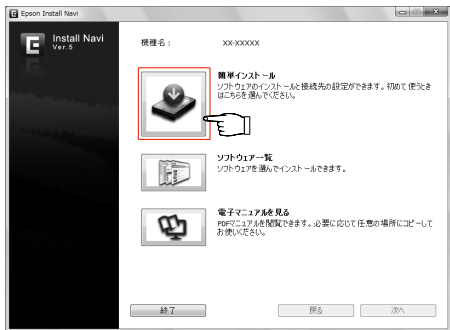 Epson Install Navi
Install Navi
Ver.5
機種名： XX-XXXXX
簡単インストール
ソフトウェアのインストールと接続先の設定ができます。初めて使うとき
はこちらを選んでください。
ソフトウェア一覧
ソフトウェアを選んでインストールできます。
電子マニュアルを見る
PDFマニュアルを閲覧できます。必要に応じて任意の場所にコピーして
お使いください。
終了
戻る
次へ